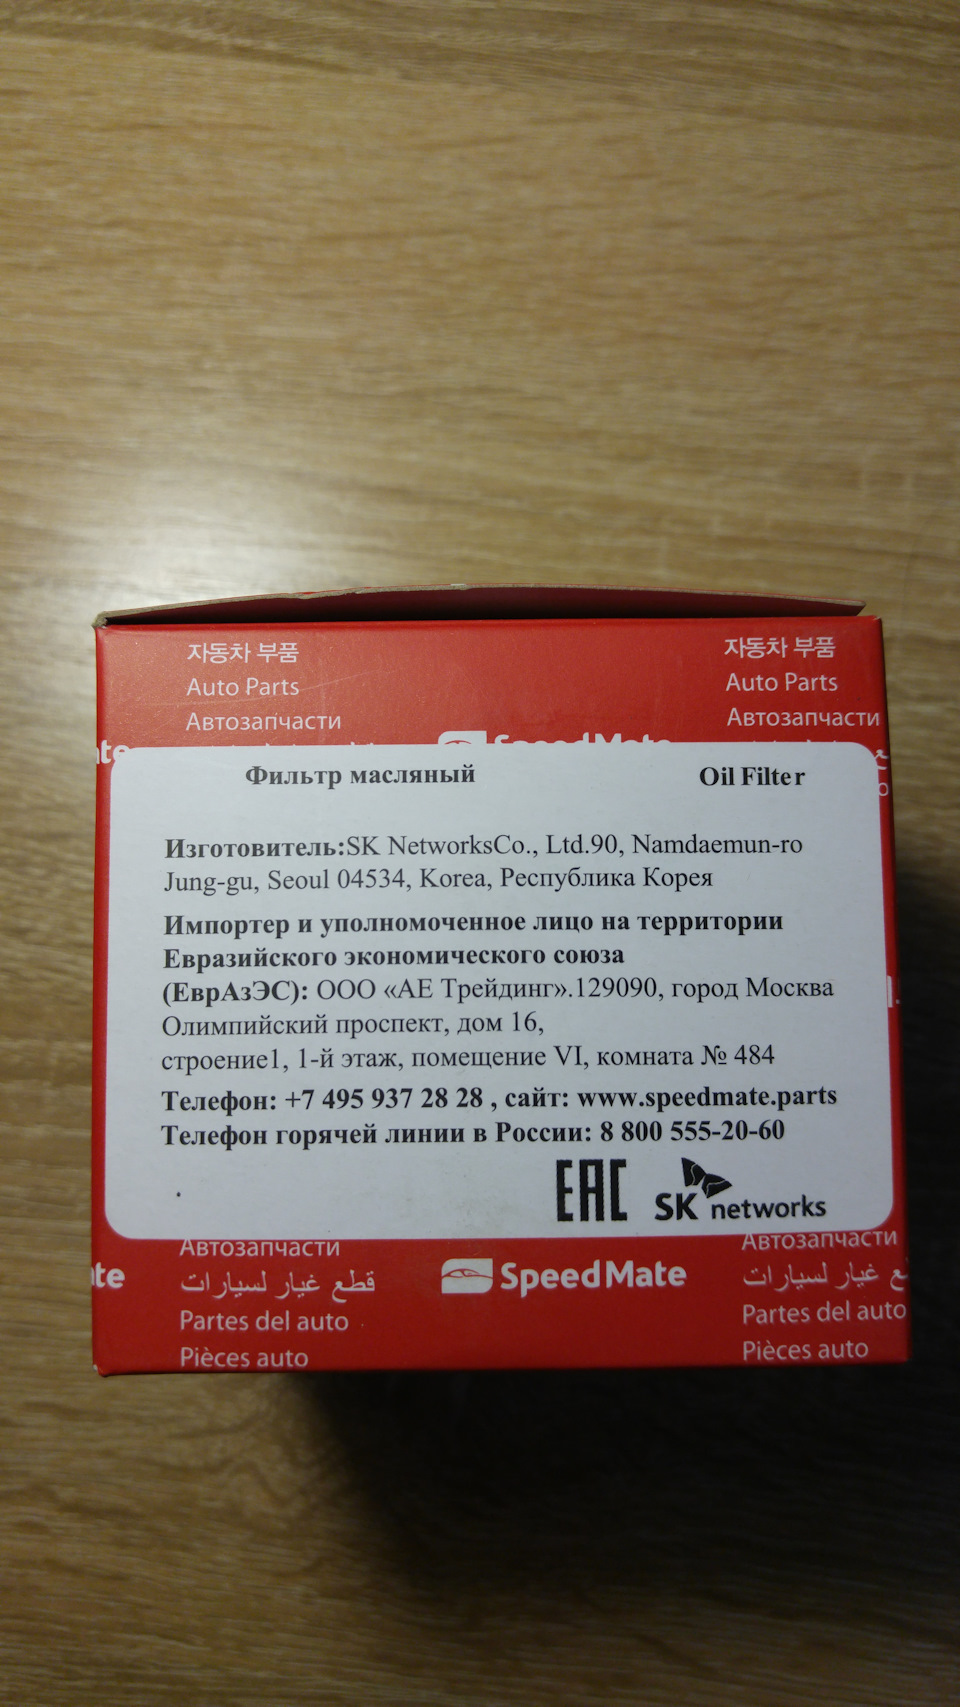 자동차 부품 자동차 부품
Auto Parts Auto Parts
Автозапчасти Автозапчасти
te SpeedMate
Фильтр масляный Oil Filter
Изготовитель:SK NetworksCo., Ltd.90, Namdaemun-ro
Jung-gu, Seoul 04534, Korea, Республика Корея
Импортер и уполномоченное лицо на территории
Евразийского экономического союза
(ЕврАзЭС): ООО «АЕ Трейдинг».129090, город Москва
Олимпийский проспект, дом 16,
строение1, 1-й этаж, помещение VI, комната № 484
Телефон: +7 495 937 28 28 , сайт: www.speedmate.parts
Телефон горячей линии в России: 8 800 555-20-60
EAC SK networks
Автозапчасти Автозапчасти
te قطع غيار لسيارات SpeedMate غيار لسيارات
Partes del auto Partes del auto
Pièces auto Pièces auto